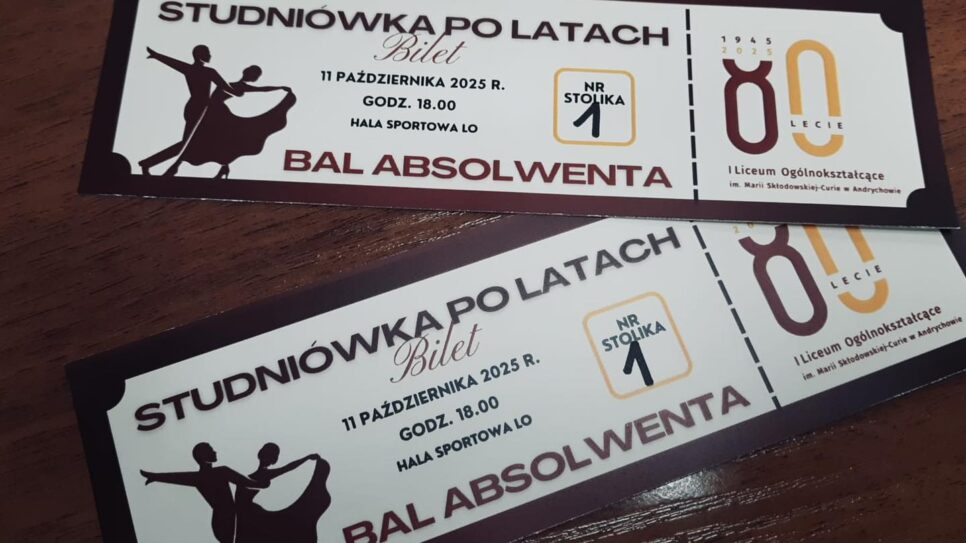 STUDNIÓWKA PO LATACH
Bilet
11 PAŹDZIERNIKA 2025 R.
GODZ. 18.00
HALA SPORTOWA LO
NR
STOLIKA
1
BAL ABSOLWENTA
1945
2025
80
LECIE
I Liceum Ogólnokształcące
im. Marii Skłodowskiej-Curie w Andrychowie
STUDNIÓWKA PO LATACH
Bilet
11 PAŹDZIERNIKA 2025 R.
GODZ. 18.00
HALA SPORTOWA LO
NR
STOLIKA
1
BAL ABSOLWENTA
80
LECIE
I Liceum Ogólnokształcące
im. Marii Skłodowskiej-Curie w Andrychowie